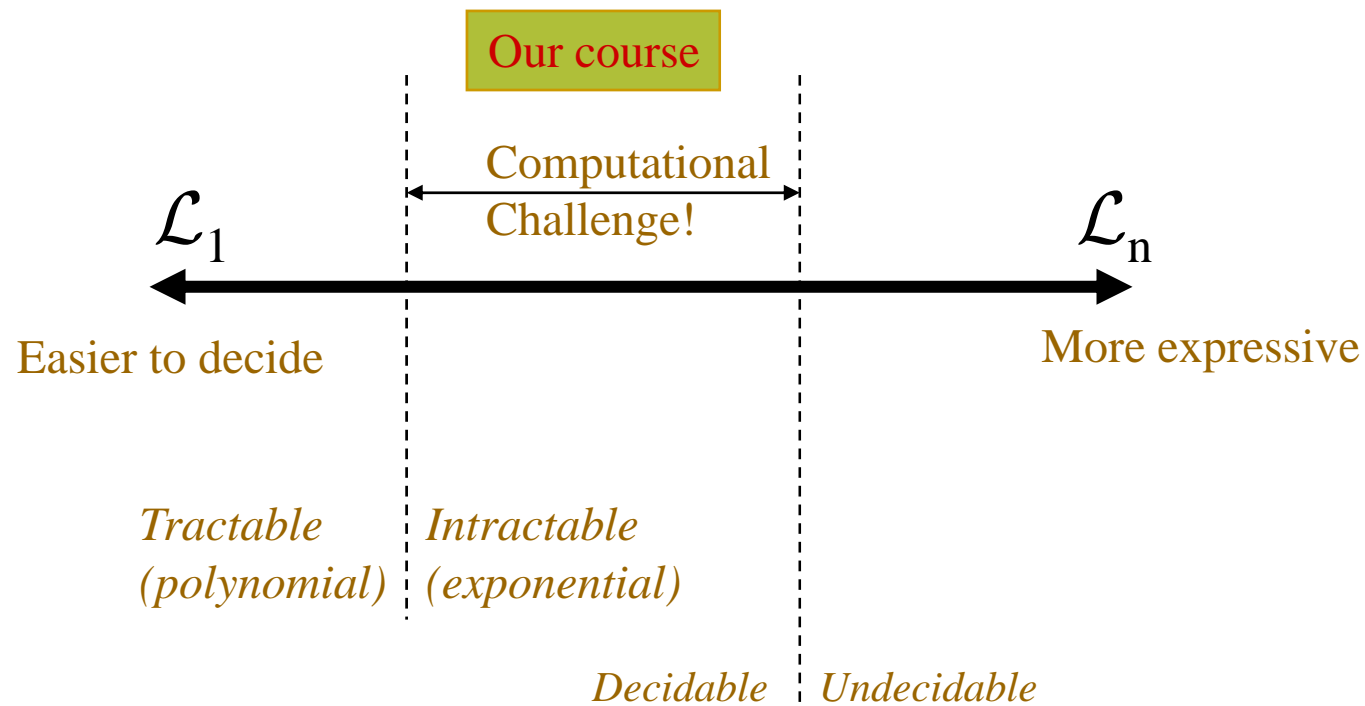 Our course
Computational
Challenge!
ℒ₁
ℒₙ
Easier to decide
More expressive
Tractable
(polynomial)
Intractable
(exponential)
Decidable
Undecidable